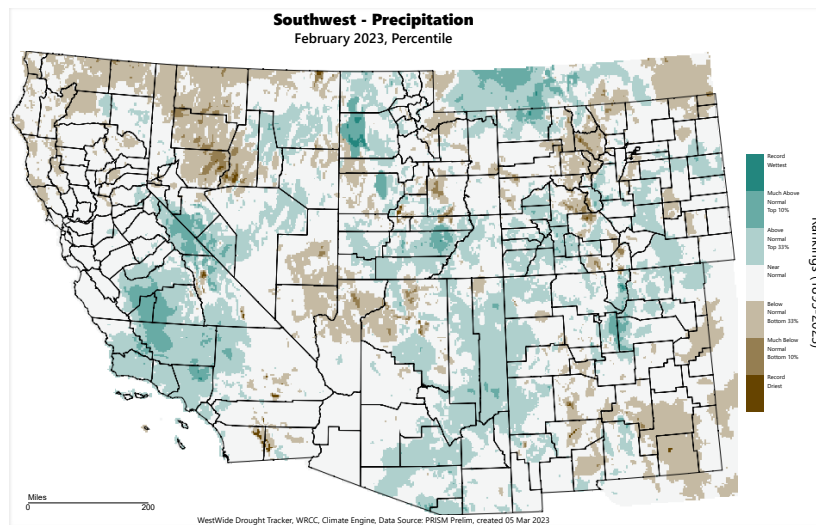 Southwest - Precipitation
February 2023, Percentile
Record
Wettest
Much Above
Normal
Top 10%
Above
Normal
Top 33%
Near
Normal
Below
Normal
Bottom 33%
Much Below
Normal
Bottom 10%
Record
Driest
Miles
0 200
WestWide Drought Tracker, WRCC, Climate Engine, Data Source: PRISM Prelim, created 05 Mar 2023